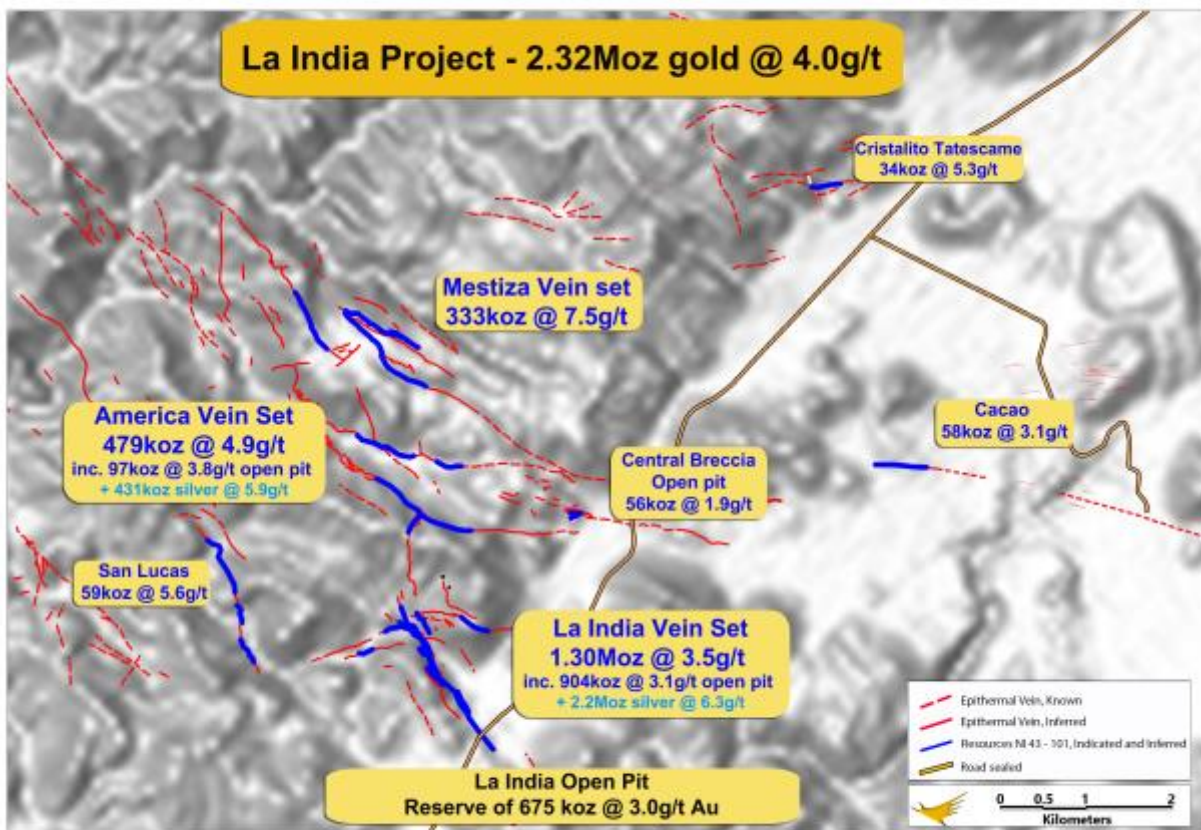 La India Project - 2.32Moz gold @ 4.0g/t
Cristalito Tatescame
34koz @ 5.3g/t
Mestiza Vein set
333koz @ 7.5g/t
America Vein Set
479koz @ 4.9g/t
inc. 97koz @ 3.8g/t open pit
+ 431koz silver @ 5.9g/t
Cacao
58koz @ 3.1g/t
Central Breccia
Open pit
56koz @ 1.9g/t
San Lucas
59koz @ 5.6g/t
La India Vein Set
1.30Moz @ 3.5g/t
inc. 904koz @ 3.1g/t open pit
+ 2.2Moz silver @ 6.3g/t
La India Open Pit
Reserve of 675 koz @ 3.0g/t Au
Epithermal Vein, Known
Epithermal Vein, Inferred
Resources NI 43 - 101, Indicated and Inferred
Road sealed
0 0.5 1 2
Kilometers